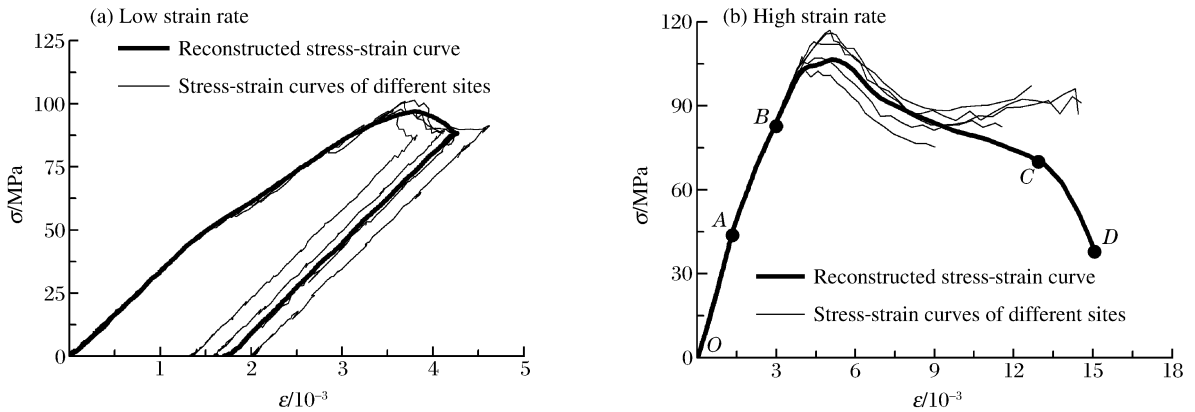 (a) Low strain rate
125
Reconstructed stress-strain curve
Stress-strain curves of different sites
100
75
50
25
0
1
2
3
4
5
σ/MPa
ε/10⁻³
(b) High strain rate
120
90
60
30
0
3
6
9
12
15
18
σ/MPa
ε/10⁻³
O
A
B
C
D
Reconstructed stress-strain curve
Stress-strain curves of different sites